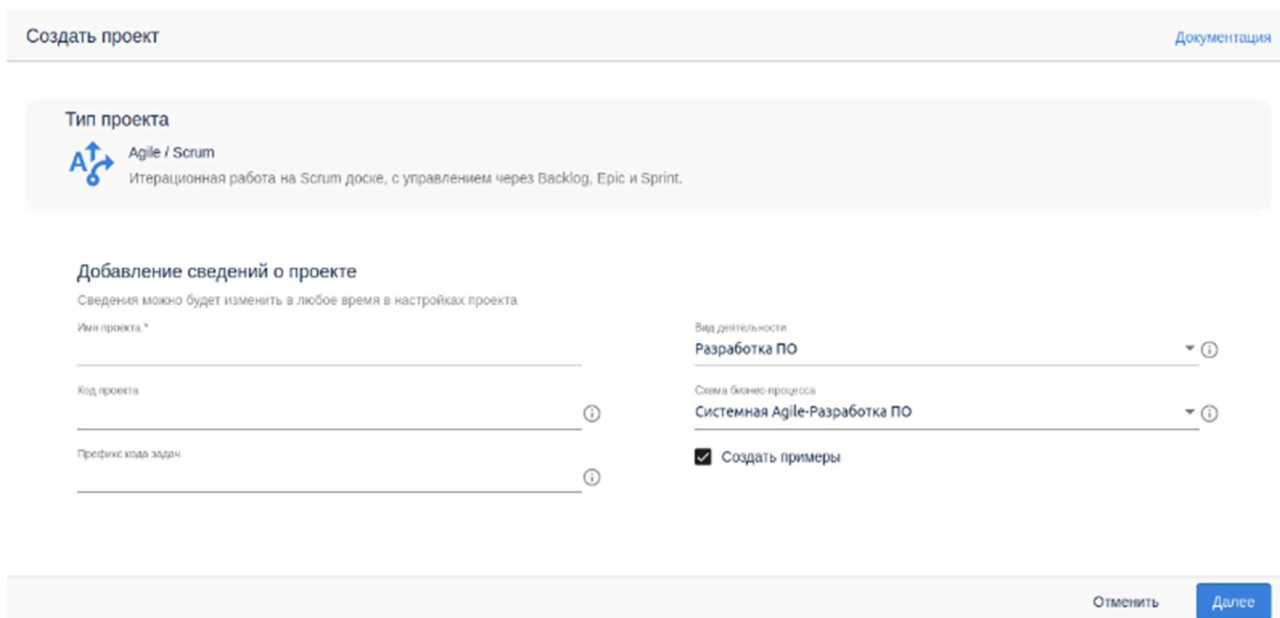 Создать проект
Документация
Тип проекта
Agile / Scrum
Итерационная работа на Scrum доске, с управлением через Backlog, Epic и Sprint.
Добавление сведений о проекте
Сведения можно будет изменить в любое время в настройках проекта
Имя проекта *
Вид деятельности
Разработка ПО
Код проекта
Схема бизнес-процесса
Системная Agile-Разработка ПО
Префикс кода задач
Создать примеры
Отменить
Далее